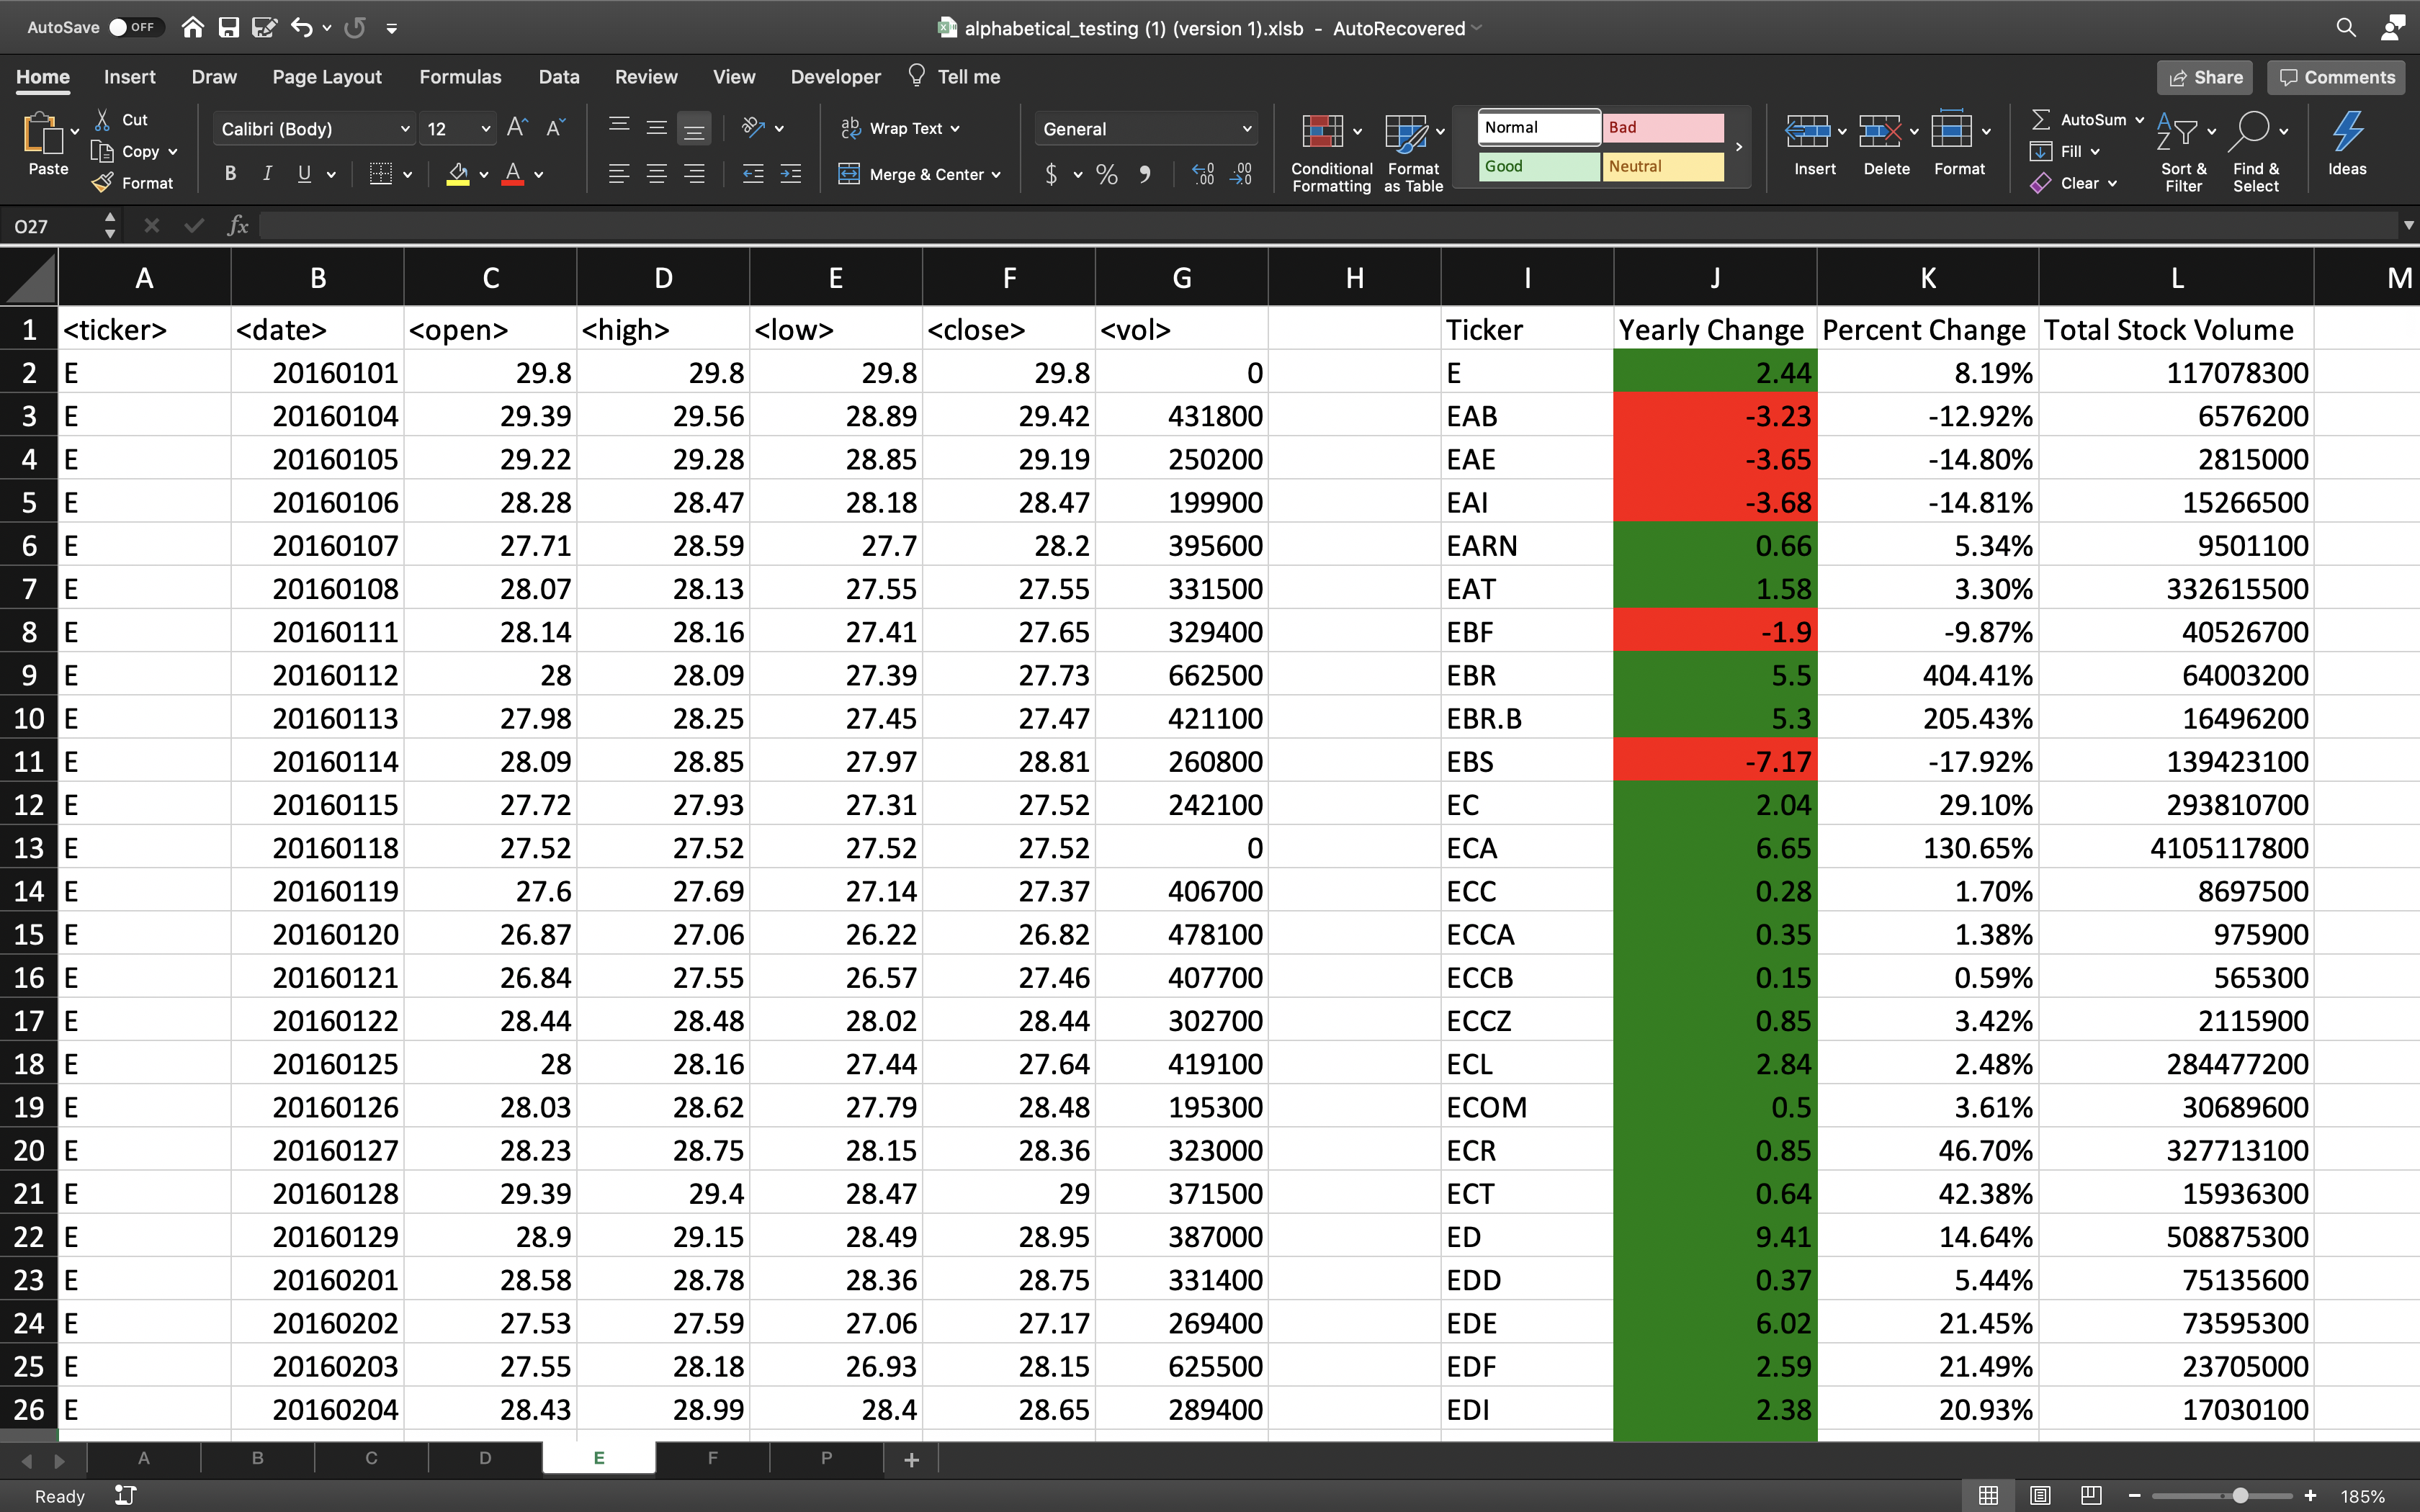 AutoSave OFF alphabetical_testing (1) (version 1).xlsb - AutoRecovered
Home Insert Draw Page Layout Formulas Data Review View Developer Tell me Share Comments
Paste Cut Copy Format Calibri (Body) 12 Wrap Text Merge & Center General Conditional Formatting Format as Table Normal Bad Good Neutral Insert Delete Format AutoSum Fill Clear Sort & Filter Find & Select Ideas
O27 fx
A B C D E F G H I J K L M
1 <ticker> <date> <open> <high> <low> <close> <vol> Ticker Yearly Change Percent Change Total Stock Volume
2 E 20160101 29.8 29.8 29.8 29.8 0 E 2.44 8.19% 117078300
3 E 20160104 29.39 29.56 28.89 29.42 431800 EAB -3.23 -12.92% 6576200
4 E 20160105 29.22 29.28 28.85 29.19 250200 EAE -3.65 -14.80% 2815000
5 E 20160106 28.28 28.47 28.18 28.47 199900 EAI -3.68 -14.81% 15266500
6 E 20160107 27.71 28.59 27.7 28.2 395600 EARN 0.66 5.34% 9501100
7 E 20160108 28.07 28.13 27.55 27.55 331500 EAT 1.58 3.30% 332615500
8 E 20160111 28.14 28.16 27.41 27.65 329400 EBF -1.9 -9.87% 40526700
9 E 20160112 28 28.09 27.39 27.73 662500 EBR 5.5 404.41% 64003200
10 E 20160113 27.98 28.25 27.45 27.47 421100 EBR.B 5.3 205.43% 16496200
11 E 20160114 28.09 28.85 27.97 28.81 260800 EBS -7.17 -17.92% 139423100
12 E 20160115 27.72 27.93 27.31 27.52 242100 EC 2.04 29.10% 293810700
13 E 20160118 27.52 27.52 27.52 27.52 0 ECA 6.65 130.65% 4105117800
14 E 20160119 27.6 27.69 27.14 27.37 406700 ECC 0.28 1.70% 8697500
15 E 20160120 26.87 27.06 26.22 26.82 478100 ECCA 0.35 1.38% 975900
16 E 20160121 26.84 27.55 26.57 27.46 407700 ECCB 0.15 0.59% 565300
17 E 20160122 28.44 28.48 28.02 28.44 302700 ECCZ 0.85 3.42% 2115900
18 E 20160125 28 28.16 27.44 27.64 419100 ECL 2.84 2.48% 284477200
19 E 20160126 28.03 28.62 27.79 28.48 195300 ECOM 0.5 3.61% 30689600
20 E 20160127 28.23 28.75 28.15 28.36 323000 ECR 0.85 46.70% 327713100
21 E 20160128 29.39 29.4 28.47 29 371500 ECT 0.64 42.38% 15936300
22 E 20160129 28.9 29.15 28.49 28.95 387000 ED 9.41 14.64% 508875300
23 E 20160201 28.58 28.78 28.36 28.75 331400 EDD 0.37 5.44% 75135600
24 E 20160202 27.53 27.59 27.06 27.17 269400 EDE 6.02 21.45% 73595300
25 E 20160203 27.55 28.18 26.93 28.15 625500 EDF 2.59 21.49% 23705000
26 E 20160204 28.43 28.99 28.4 28.65 289400 EDI 2.38 20.93% 17030100
A B C D E F P +
Ready 185%